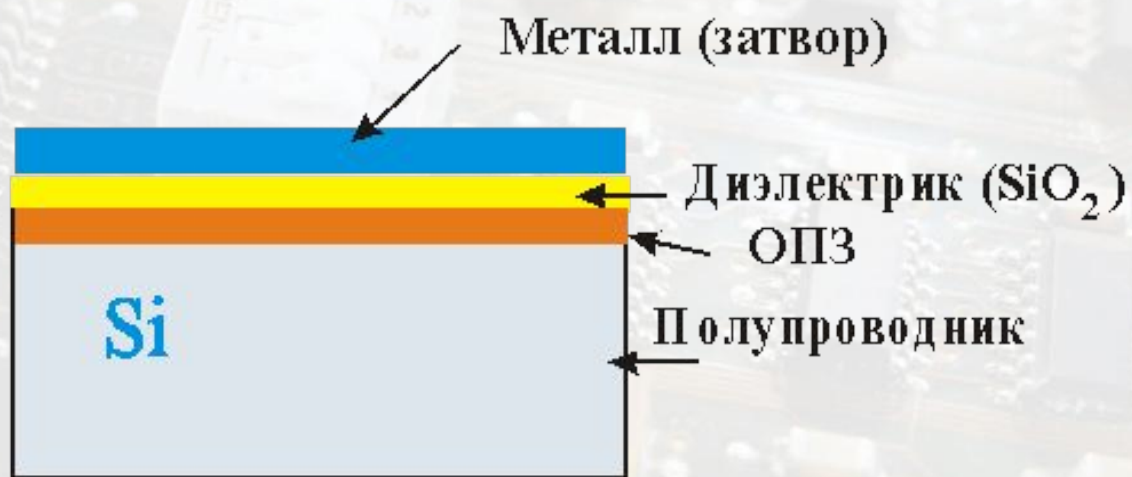 Металл (затвор)
Диэлектрик (SiO₂)
ОПЗ
Полупроводник
Si